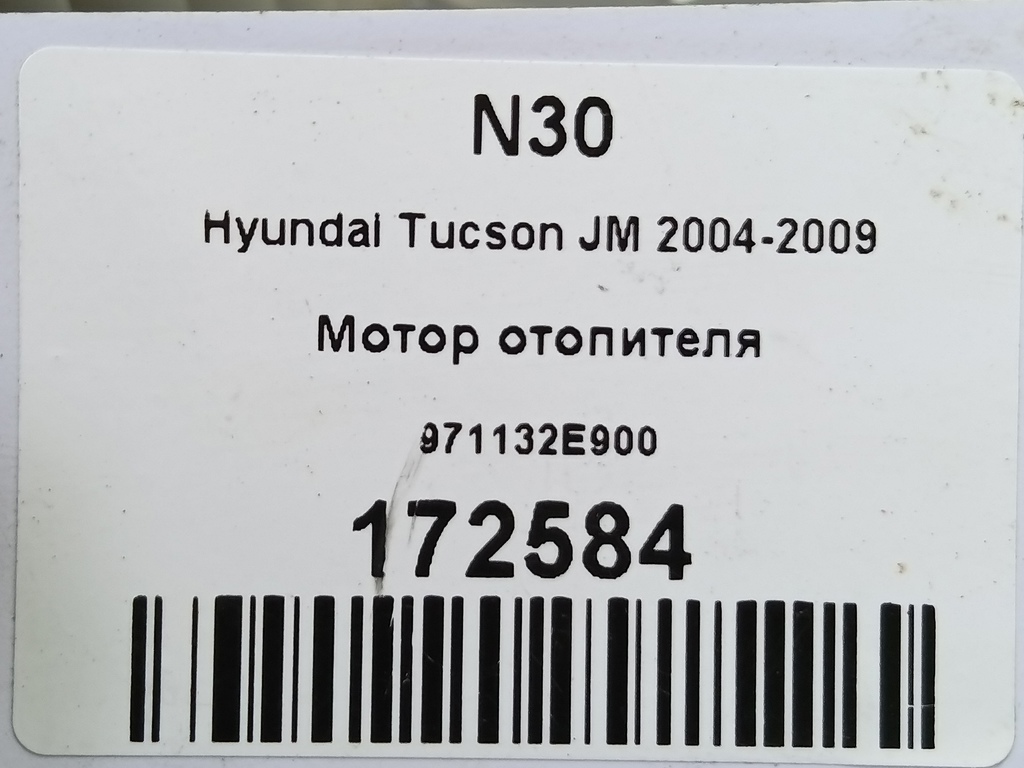 N30
Hyundai Tucson JM 2004-2009
Мотор отопителя
971132E900
172584